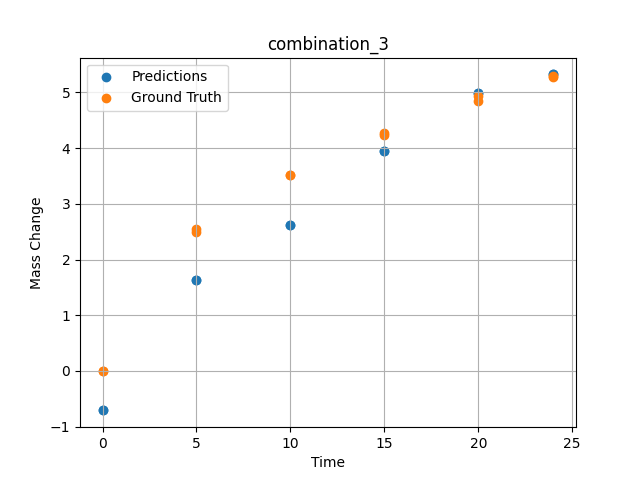 combination_3
Predictions
Ground Truth
5
4
3
2
1
0
−1
Mass Change
0 5 10 15 20 25
Time